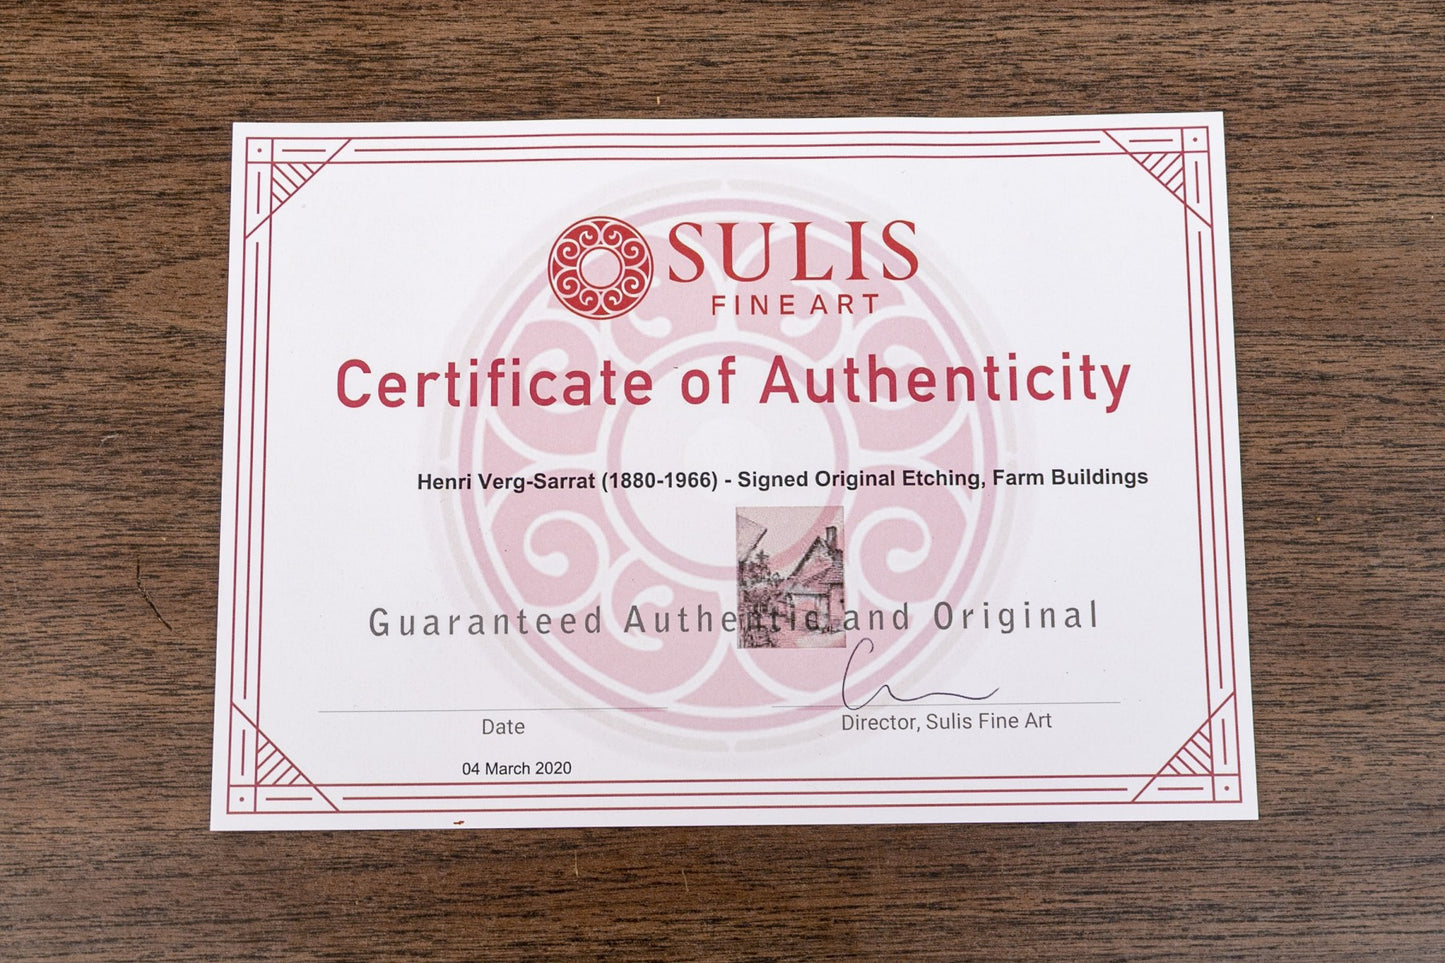 SULIS
FINE ART
Certificate of Authenticity
Henri Verg-Sarrat (1880-1966) - Signed Original Etching, Farm Buildings
Guaranteed Authentic and Original
Date
Director, Sulis Fine Art
04 March 2020